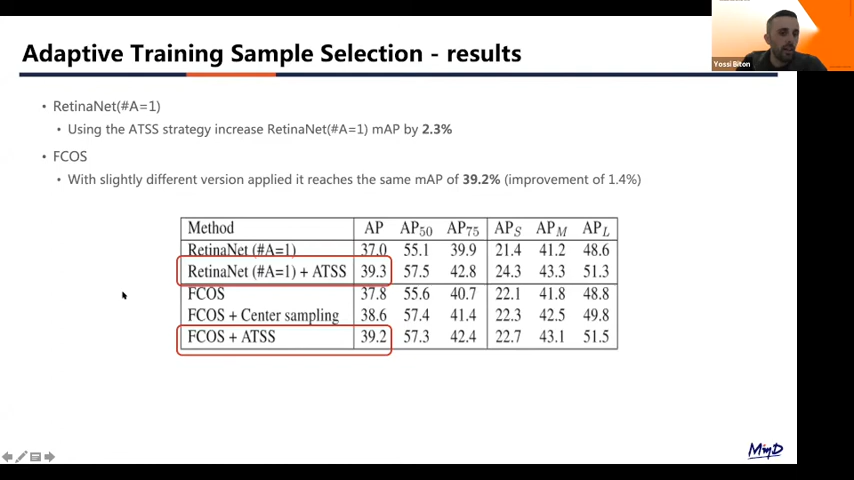 Adaptive Training Sample Selection - results
Yossi Biton
• RetinaNet(#A=1)
• Using the ATSS strategy increase RetinaNet(#A=1) mAP by 2.3%
• FCOS
• With slightly different version applied it reaches the same mAP of 39.2% (improvement of 1.4%)
Method AP AP50 AP75 APS APM APL
RetinaNet (#A=1) 37.0 55.1 39.9 21.4 41.2 48.6
RetinaNet (#A=1) + ATSS 39.3 57.5 42.8 24.3 43.3 51.3
FCOS 37.8 55.6 40.7 22.1 41.8 48.8
FCOS + Center sampling 38.6 57.4 41.4 22.3 42.5 49.8
FCOS + ATSS 39.2 57.3 42.4 22.7 43.1 51.5
MinD